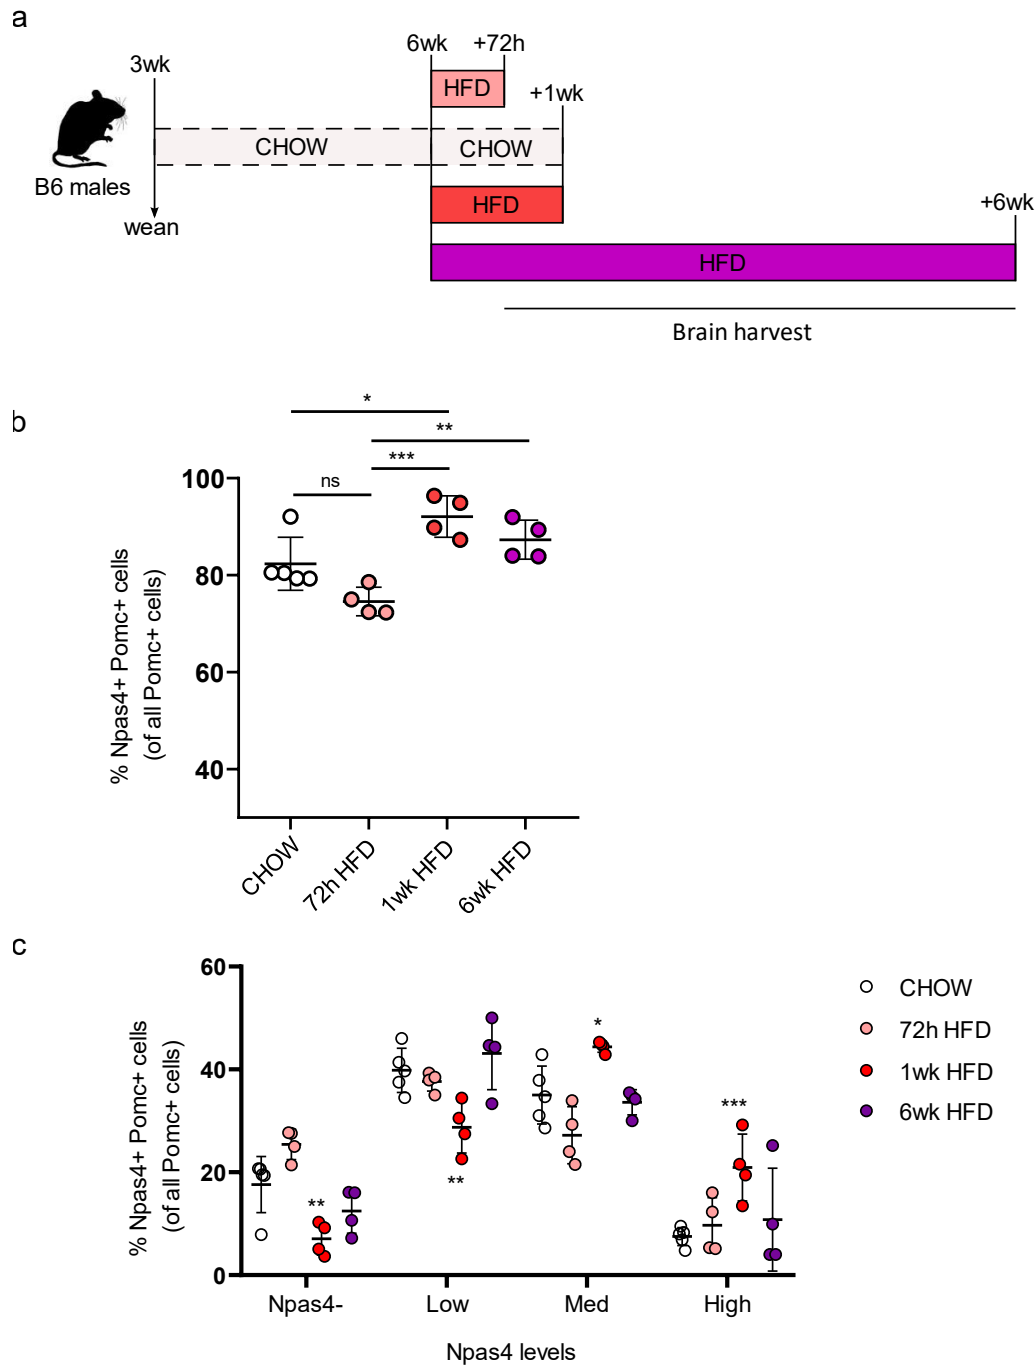 a
6wk +72h
3wk
HFD
+1wk
CHOW CHOW
B6 males
HFD
+6wk
wean
HFD
Brain harvest
b
*
**
***
ns
100
80
60
40
% Npas4+ Pomc+ cells
(of all Pomc+ cells)
CHOW
72h HFD
1wk HFD
6wk HFD
c
60
40
20
0
% Npas4+ Pomc+ cells
(of all Pomc+ cells)
**
**
*
***
Npas4- Low Med High
Npas4 levels
CHOW
72h HFD
1wk HFD
6wk HFD